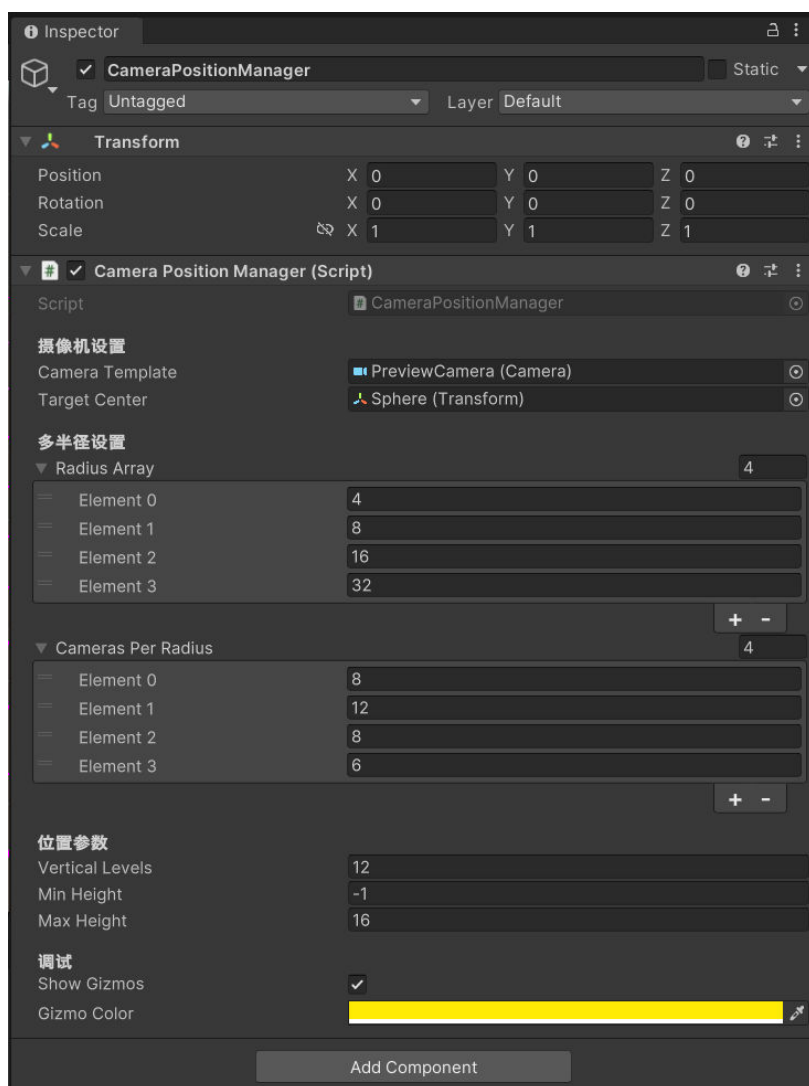 Inspector
CameraPositionManager Static
Tag Untagged Layer Default
Transform
Position X 0 Y 0 Z 0
Rotation X 0 Y 0 Z 0
Scale X 1 Y 1 Z 1
# Camera Position Manager (Script)
Script # CameraPositionManager
摄像机设置
Camera Template PreviewCamera (Camera)
Target Center Sphere (Transform)
多半径设置
Radius Array 4
Element 0 4
Element 1 8
Element 2 16
Element 3 32
+ -
Cameras Per Radius 4
Element 0 8
Element 1 12
Element 2 8
Element 3 6
+ -
位置参数
Vertical Levels 12
Min Height -1
Max Height 16
调试
Show Gizmos
Gizmo Color
Add Component